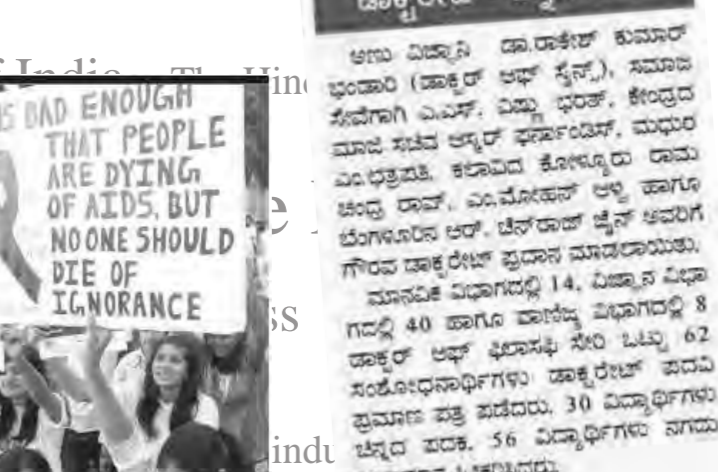 IS BAD ENOUGH
THAT PEOPLE
ARE DYING
OF AIDS, BUT
NO ONE SHOULD
DIE OF
IGNORANCE
ಅಣು ವಿಜ್ಞಾನಿ ಡಾ.ರಾಕೇಶ್ ಕುಮಾರ್
ಭಂಡಾರಿ (ಡಾಕ್ಟರ್ ಆಫ್ ಸೈನ್ಸ್), ಸಮಾಜ
ಸೇವೆಗಾಗಿ ಎ.ಎಸ್. ವಿಷ್ಣು ಭರತ್, ಕೇಂದ್ರದ
ಮಾಜಿ ಸಚಿವ ಆಸ್ಕರ್ ಫರ್ನಾಂಡಿಸ್, ಮಧುರ
ಎಂ.ಛತ್ರಪತಿ, ಕಲಾವಿದ ಕೋಳ್ಯೂರು ರಾಮ
ಚಂದ್ರ ರಾವ್, ಎಂ.ಮೋಹನ್ ಆಳ್ವ ಹಾಗೂ
ಬೆಂಗಳೂರಿನ ಆರ್. ಚೆನ್‌ರಾಜ್ ಜೈನ್ ಅವರಿಗೆ
ಗೌರವ ಡಾಕ್ಟರೇಟ್ ಪ್ರದಾನ ಮಾಡಲಾಯಿತು.
ಮಾನವಿಕ ವಿಭಾಗದಲ್ಲಿ 14, ವಿಜ್ಞಾನ ವಿಭಾ
ಗದಲ್ಲಿ 40 ಹಾಗೂ ವಾಣಿಜ್ಯ ವಿಭಾಗದಲ್ಲಿ 8
ಡಾಕ್ಟರ್ ಆಫ್ ಫಿಲಾಸಫಿ ಸೇರಿ ಒಟ್ಟು 62
ಸಂಶೋಧನಾರ್ಥಿಗಳು ಡಾಕ್ಟರೇಟ್ ಪದವಿ
ಪ್ರಮಾಣ ಪತ್ರ ಪಡೆದರು. 30 ವಿದ್ಯಾರ್ಥಿಗಳು
ಚಿನ್ನದ ಪದಕ, 56 ವಿದ್ಯಾರ್ಥಿಗಳು ನಗದು